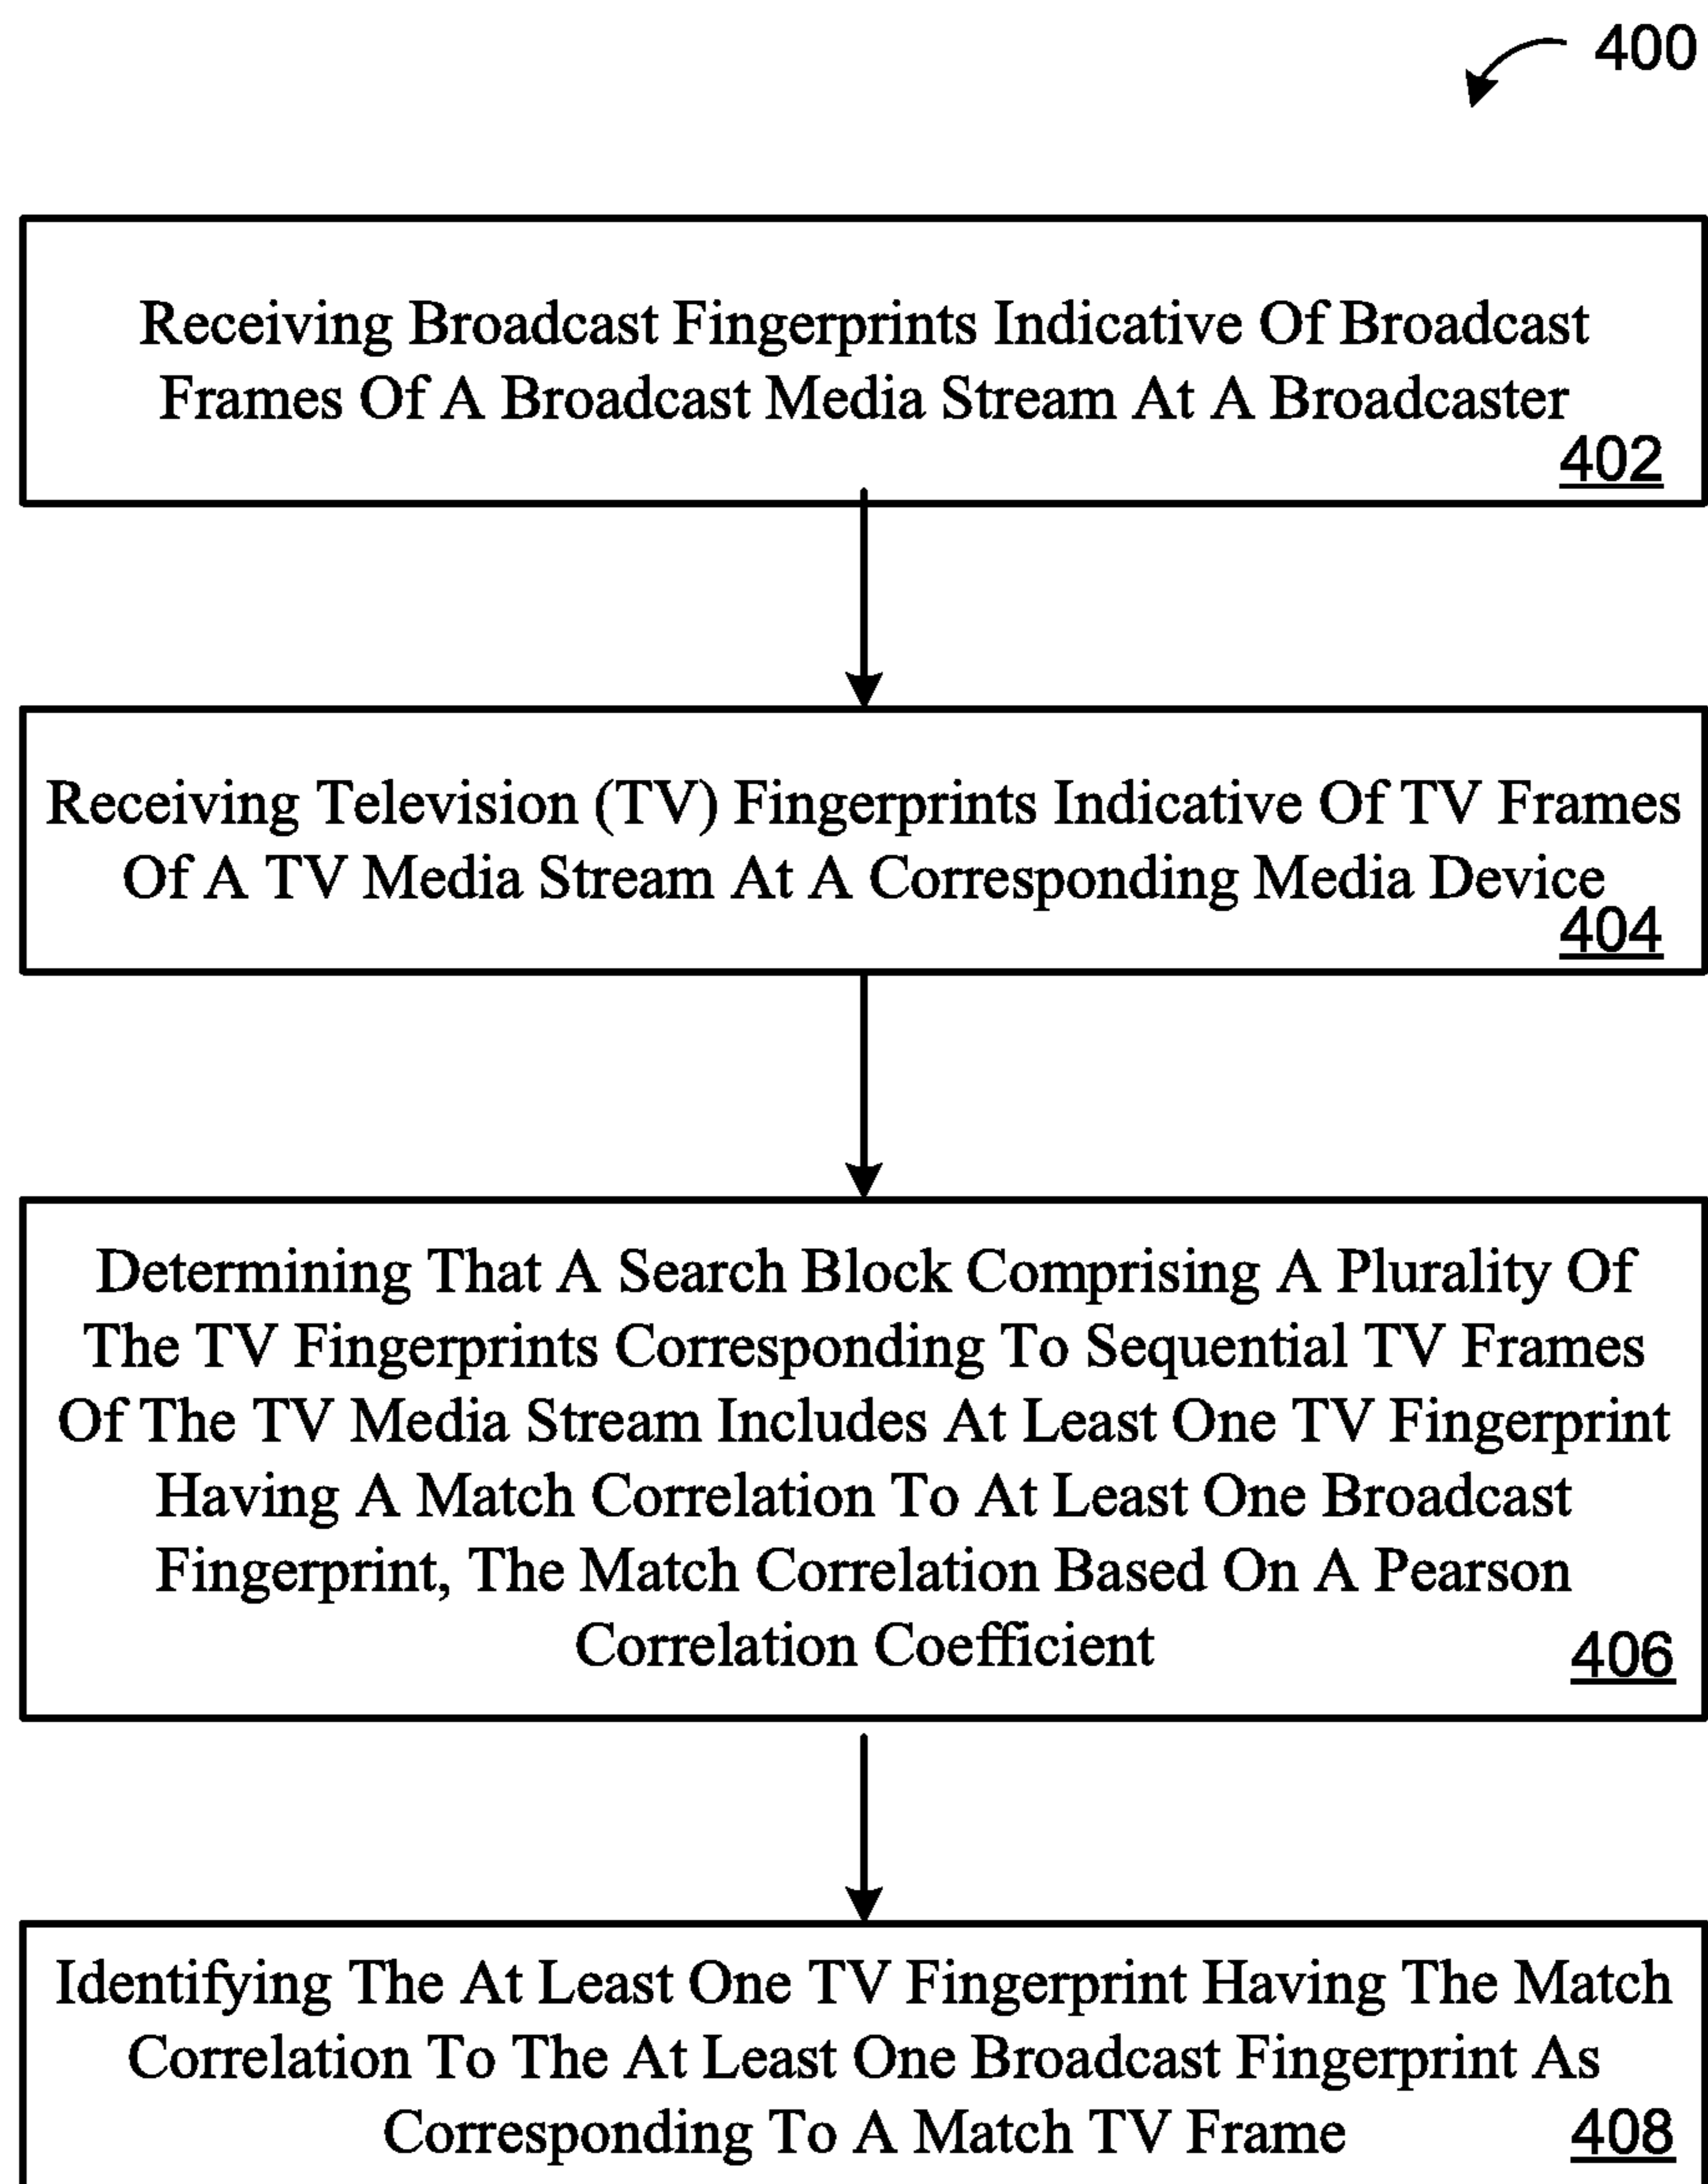 400
Receiving Broadcast Fingerprints Indicative Of Broadcast
Frames Of A Broadcast Media Stream At A Broadcaster
402
Receiving Television (TV) Fingerprints Indicative Of TV Frames
Of A TV Media Stream At A Corresponding Media Device
404
Determining That A Search Block Comprising A Plurality Of
The TV Fingerprints Corresponding To Sequential TV Frames
Of The TV Media Stream Includes At Least One TV Fingerprint
Having A Match Correlation To At Least One Broadcast
Fingerprint, The Match Correlation Based On A Pearson
Correlation Coefficient
406
Identifying The At Least One TV Fingerprint Having The Match
Correlation To The At Least One Broadcast Fingerprint As
Corresponding To A Match TV Frame
408